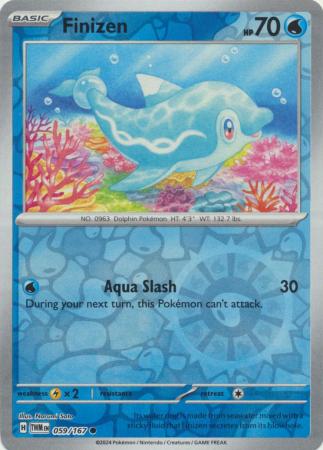 BASIC
Finizen
HP 70
NO. 0963 Dolphin Pokémon HT: 4'3" WT: 132.7 lbs.
Aqua Slash 30
During your next turn, this Pokémon can't attack.
weakness ×2 resistance retreat
Illus. Narumi Sato
H TWM EN 059/167
Its water ring is made from seawater mixed with a
sticky fluid that Finizen secretes from its blowhole.
©2024 Pokémon / Nintendo / Creatures / GAME FREAK